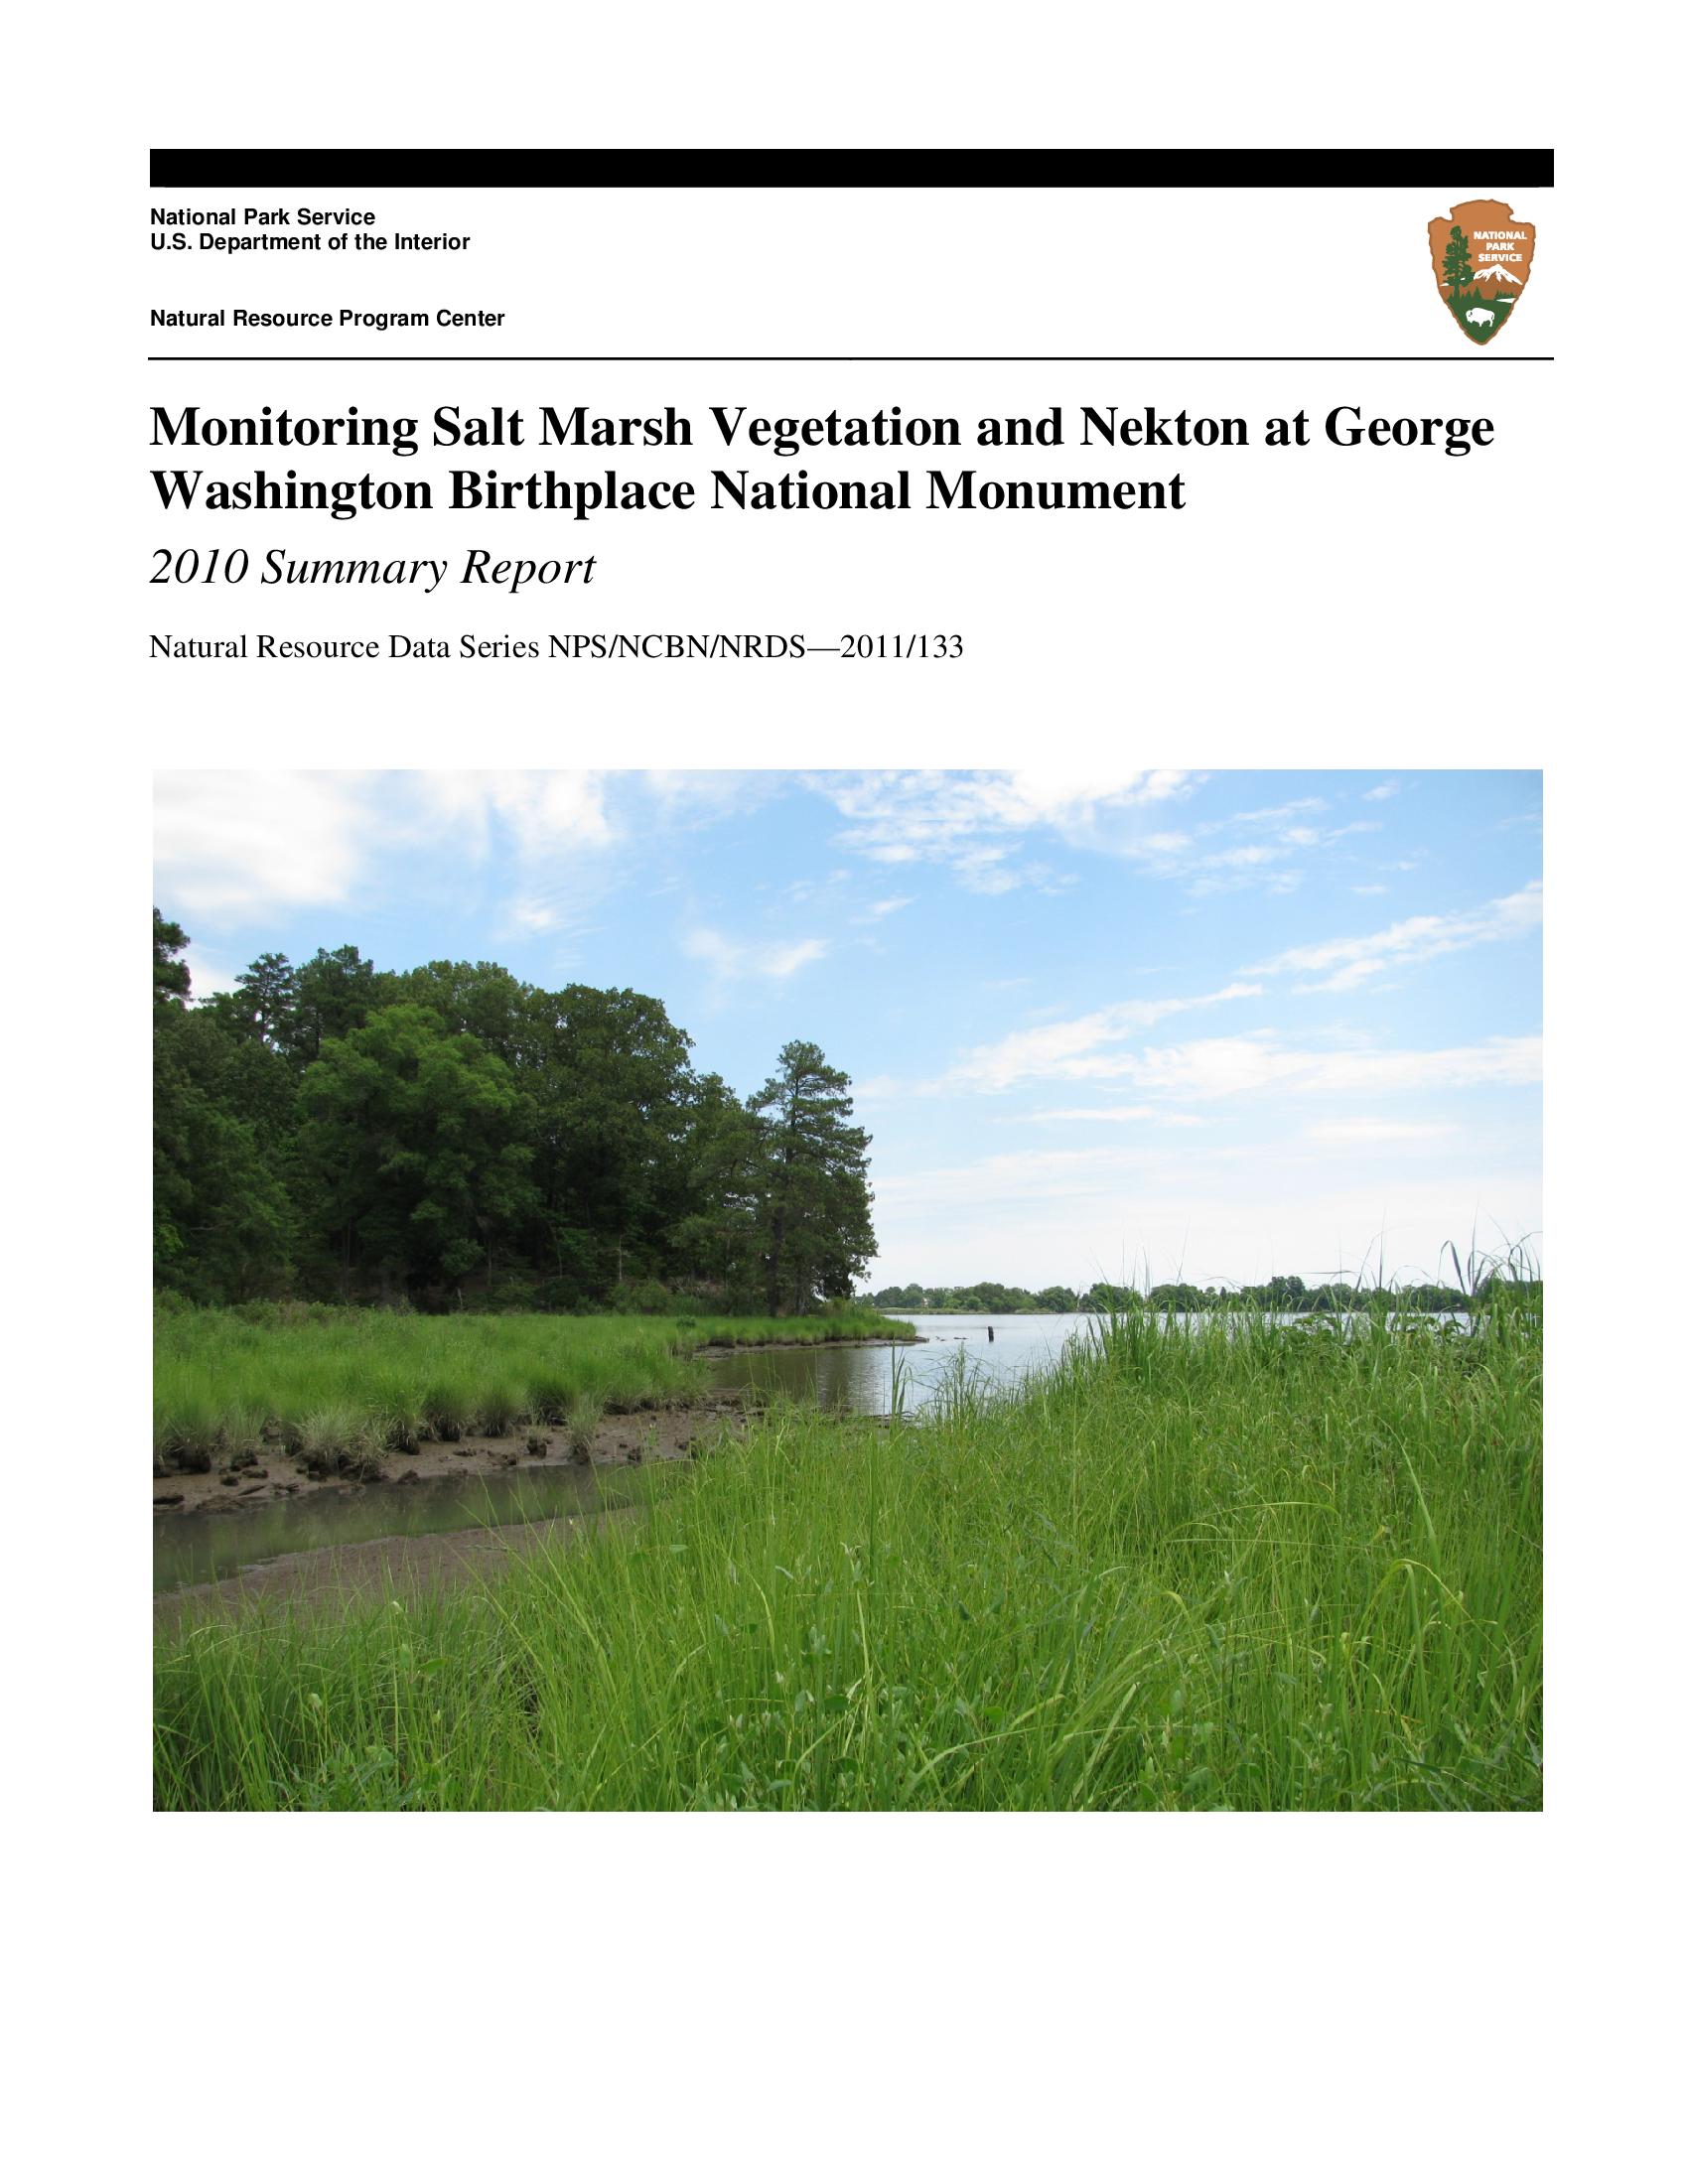 National Park Service
U.S. Department of the Interior
NATIONAL
PARK
SERVICE
Natural Resource Program Center
Monitoring Salt Marsh Vegetation and Nekton at George
Washington Birthplace National Monument
2010 Summary Report
Natural Resource Data Series NPS/NCBN/NRDS—2011/133